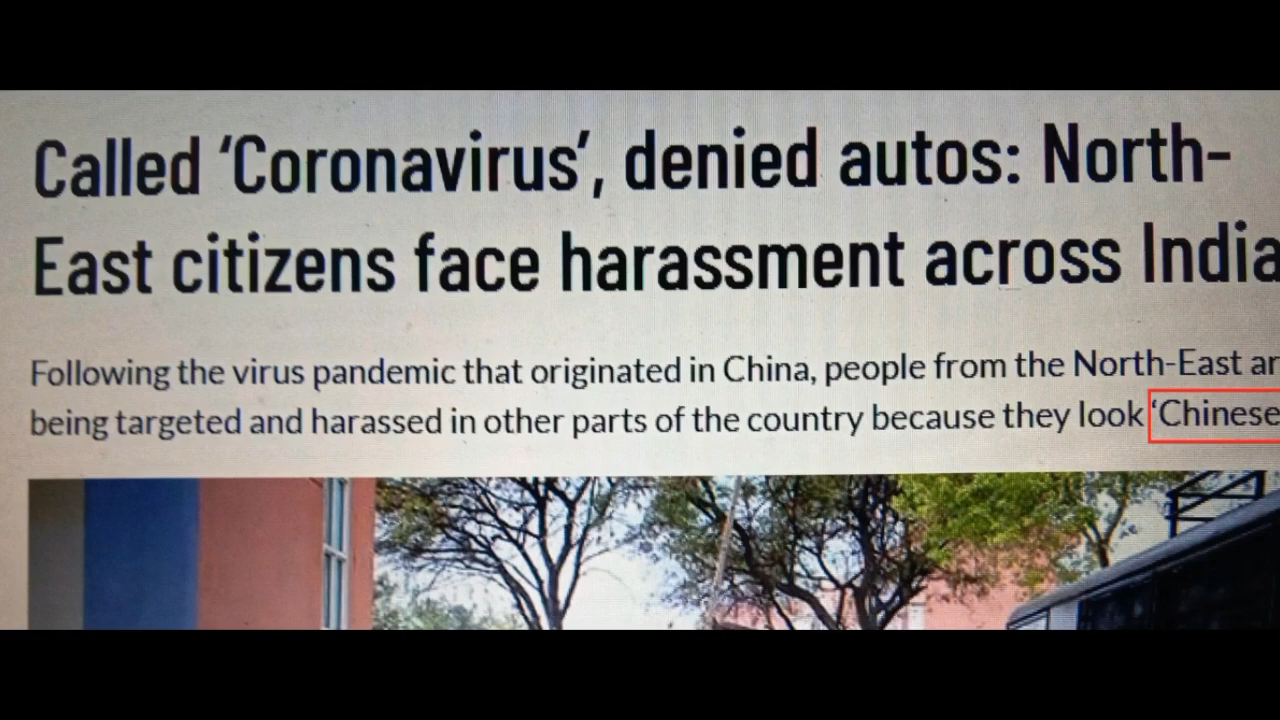 Called ‘Coronavirus’, denied autos: North-
East citizens face harassment across India
Following the virus pandemic that originated in China, people from the North-East
being targeted and harassed in other parts of the country because they look ‘Chinese